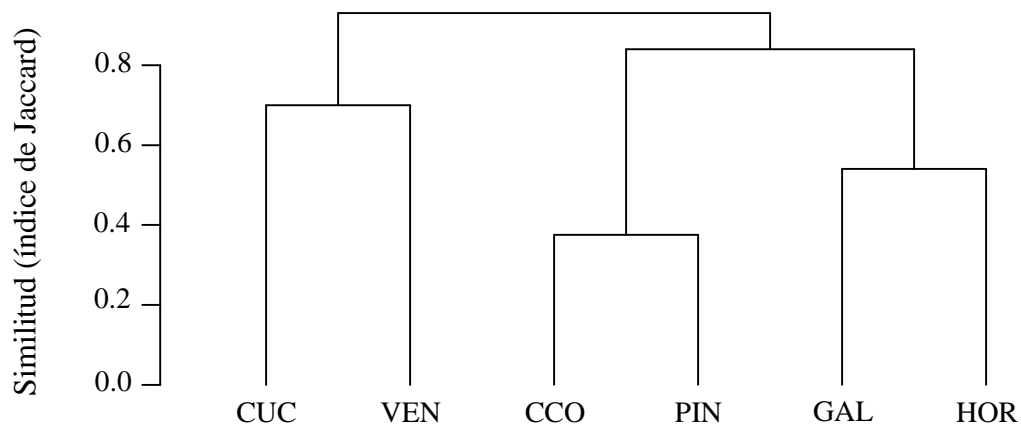 Similitud (índice de Jaccard)
0.8
0.6
0.4
0.2
0.0
CUC VEN CCO PIN GAL HOR